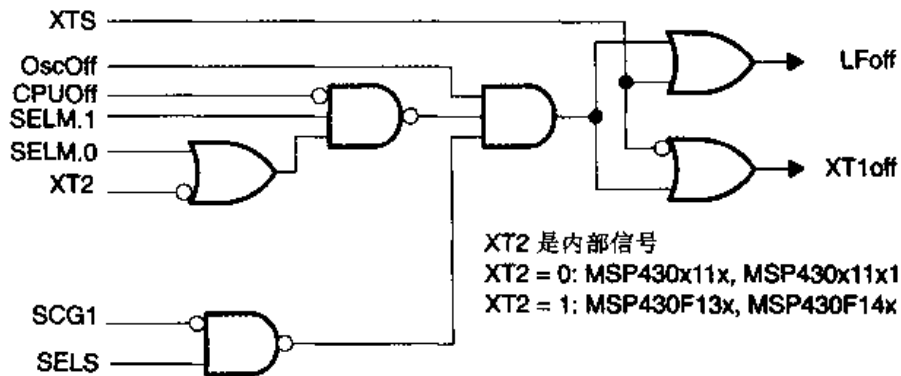 XTS
OscOff
CPUOff
SELM.1
SELM.0
XT2
LFoff
XT1off
XT2 是内部信号
XT2 = 0: MSP430x11x, MSP430x11x1
XT2 = 1: MSP430F13x, MSP430F14x
SCG1
SELS